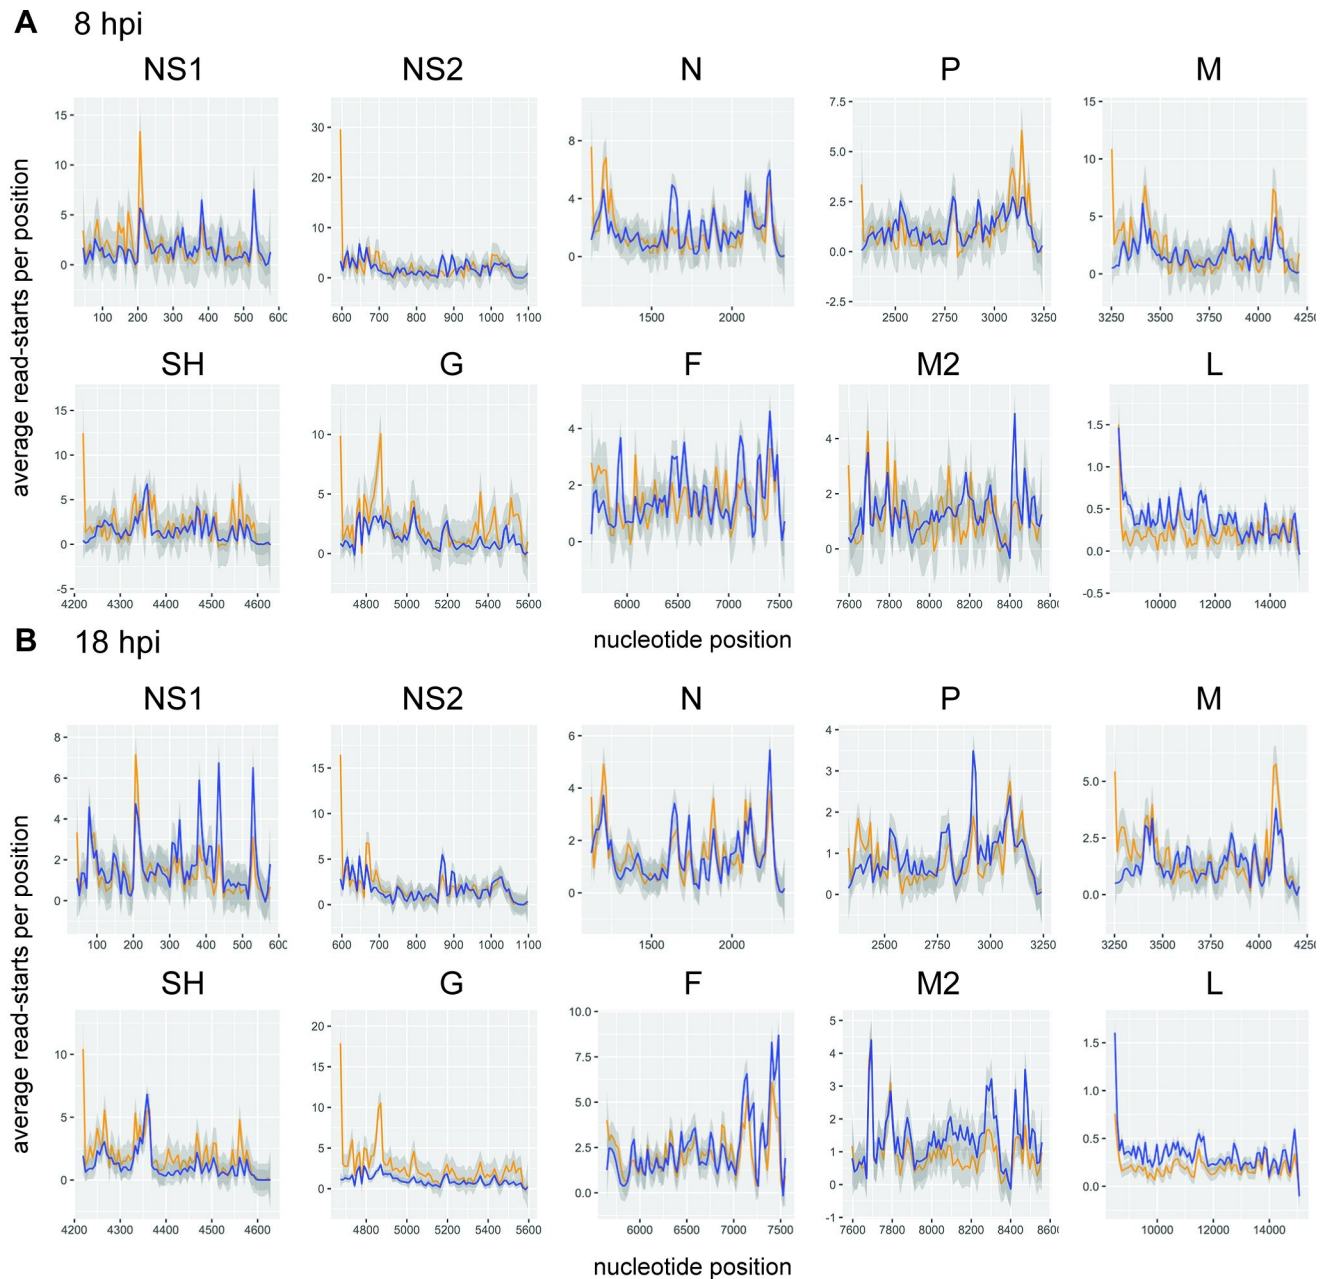 A 8 hpi
NS1 NS2 N P M
15 10 5 0
100 200 300 400 500 600
30 20 10 0
600 700 800 900 1000 1100
8 4 0
1500 2000
7.5 5.0 2.5 0.0 -2.5
2500 2750 3000 3250
15 10 5 0
3250 3500 3750 4000 425
average read-starts per position
SH G F M2 L
15 10 5 0 -5
4200 4300 4400 4500 4600
10 5 0
4800 5000 5200 5400 5600
4 2 0
6000 6500 7000 7500
4 2 0
7600 7800 8000 8200 8400 860
1.5 1.0 0.5 0.0 -0.5
10000 12000 14000
nucleotide position
B 18 hpi
NS1 NS2 N P M
8 6 4 2 0
100 200 300 400 500 600
15 10 5 0
600 700 800 900 1000 1100
6 4 2 0
1500 2000
4 3 2 1 0
2500 2750 3000 3250
5.0 2.5 0.0
3250 3500 3750 4000 425
average read-starts per position
SH G F M2 L
10 5 0
4200 4300 4400 4500 4600
20 15 10 5 0
4800 5000 5200 5400 5600
10.0 7.5 5.0 2.5 0.0
6000 6500 7000 7500
5 4 3 2 1 0 -1
7600 7800 8000 8200 8400 860
1.5 1.0 0.5 0.0
10000 12000 14000
nucleotide position